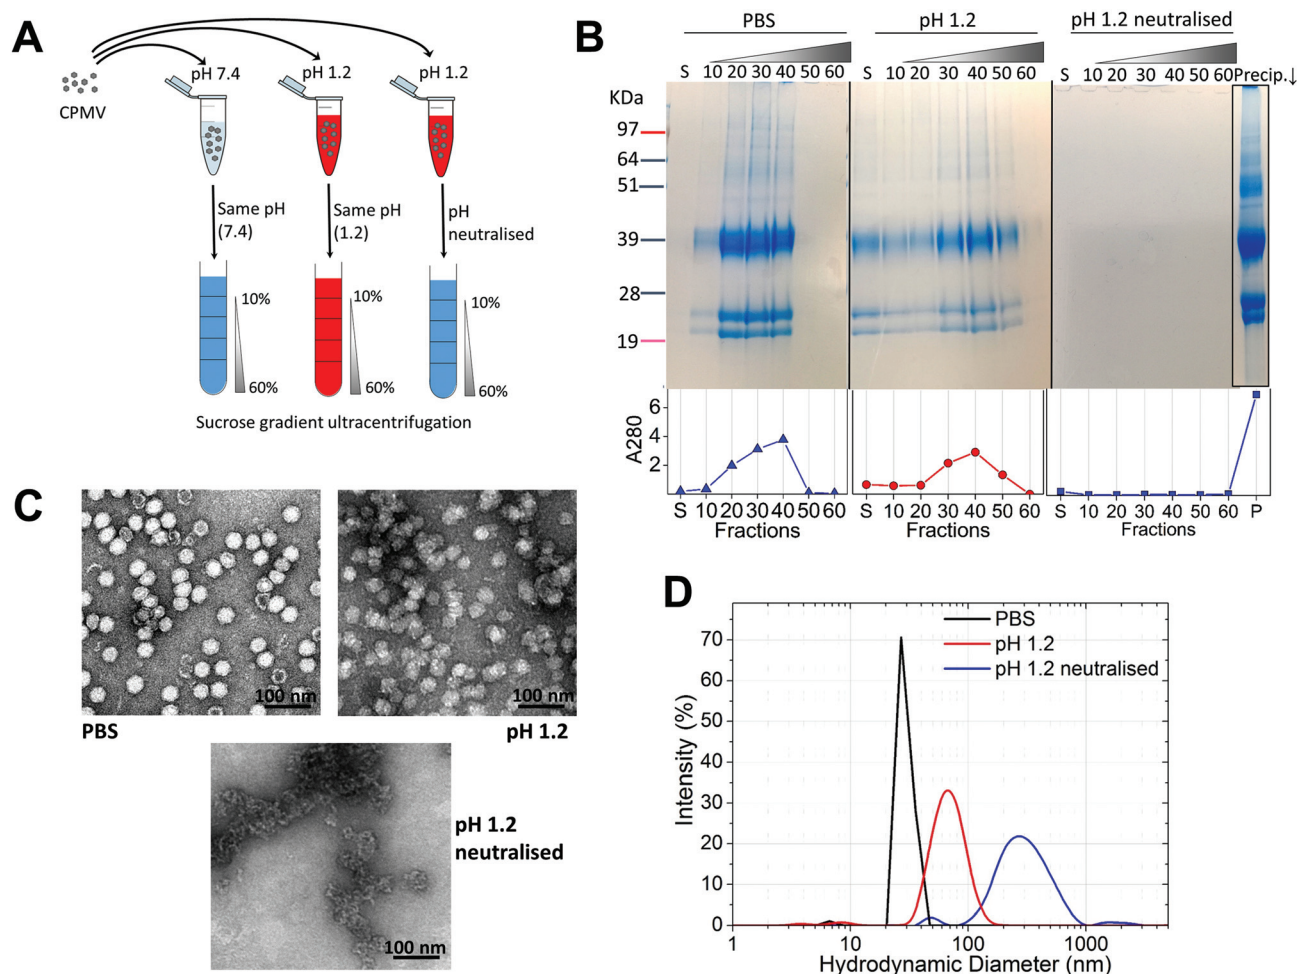 A
CPMV
pH 7.4
pH 1.2
pH 1.2
Same pH
(7.4)
Same pH
(1.2)
pH
neutralised
10%
60%
10%
60%
10%
60%
Sucrose gradient ultracentrifugation
B
PBS
pH 1.2
pH 1.2 neutralised
S 10 20 30 40 50 60
S 10 20 30 40 50 60
S 10 20 30 40 50 60 Precip.↓
KDa
97
64
51
39
28
19
A280
6
4
2
S 10 20 30 40 50 60
S 10 20 30 40 50 60
S 10 20 30 40 50 60 P
Fractions
Fractions
Fractions
C
100 nm
100 nm
PBS
pH 1.2
pH 1.2
neutralised
100 nm
D
PBS
pH 1.2
pH 1.2 neutralised
Intensity (%)
70
60
50
40
30
20
10
0
1 10 100 1000
Hydrodynamic Diameter (nm)